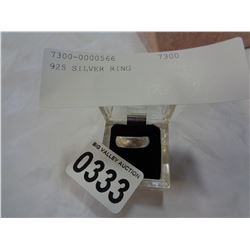 7300-0000566 7300
925 SILVER RING
BIG VALLEY AUCTION
0333